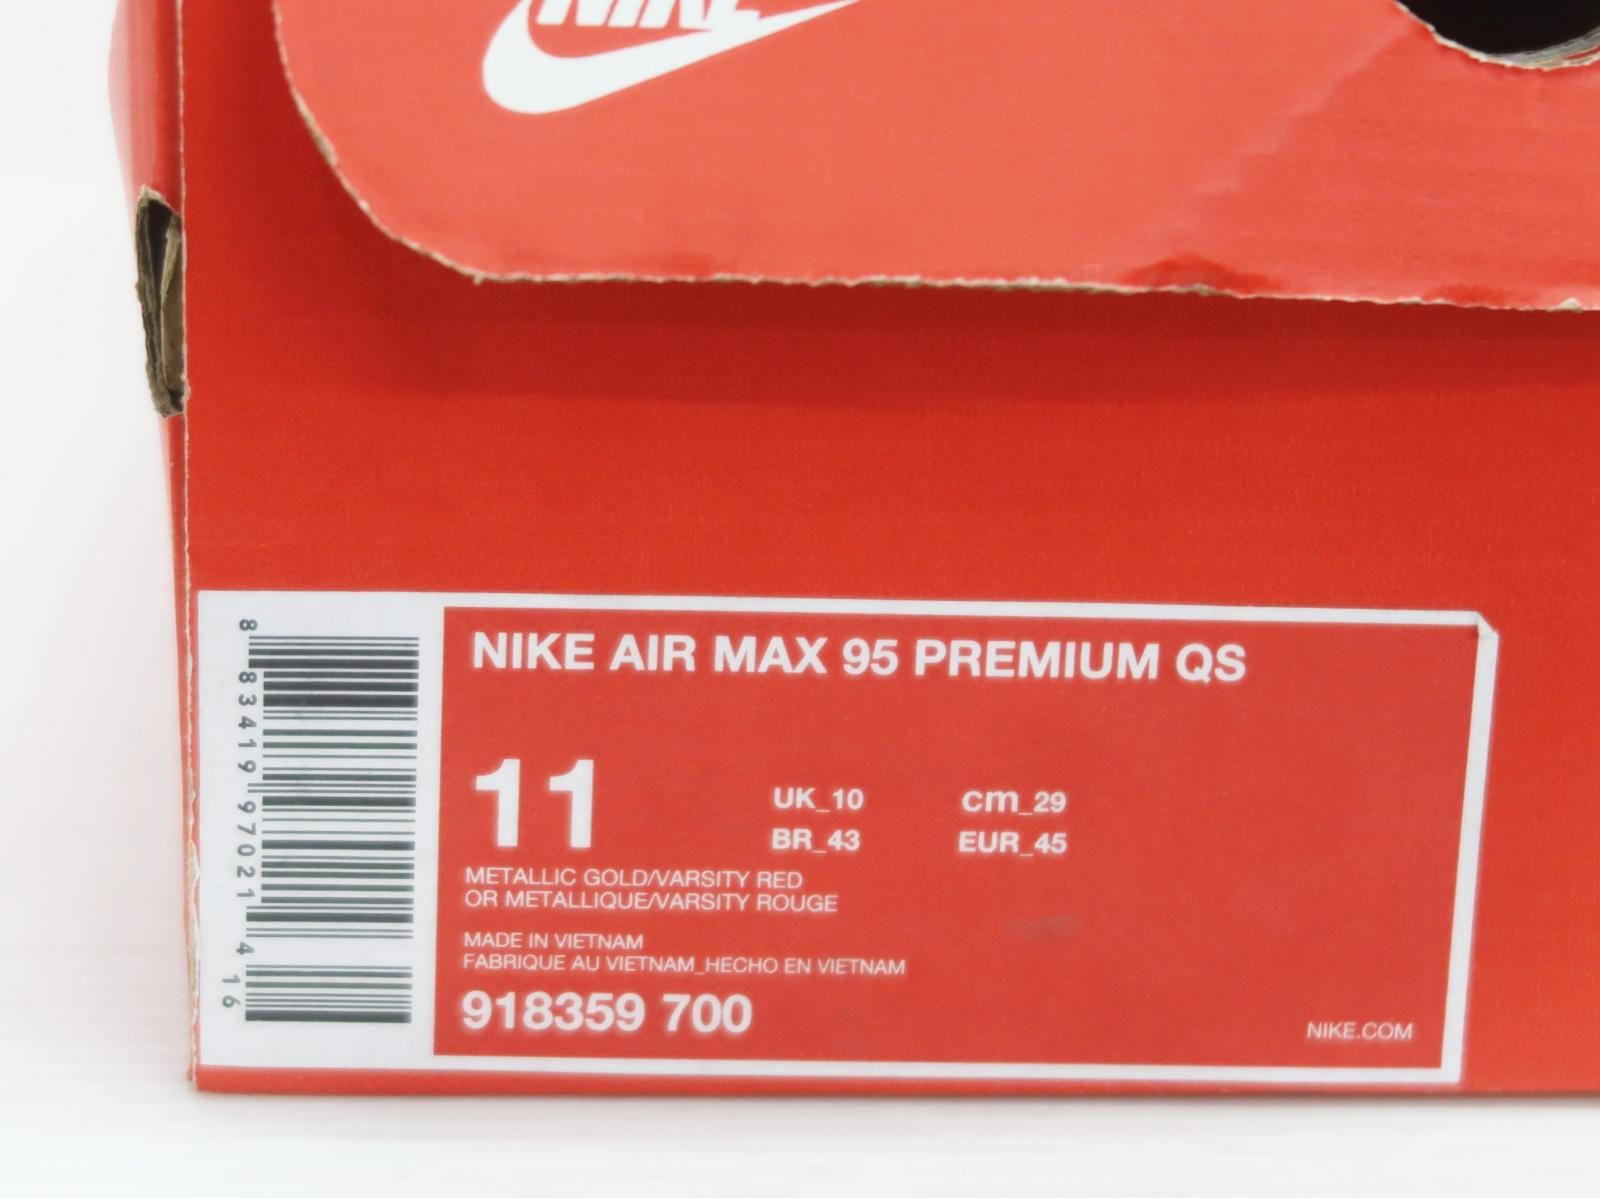 NIKE
NIKE AIR MAX 95 PREMIUM QS
11
UK_10
cm_29
BR_43
EUR_45
METALLIC GOLD/VARSITY RED
OR METALLIQUE/VARSITY ROUGE
MADE IN VIETNAM
FABRIQUE AU VIETNAM_HECHO EN VIETNAM
918359 700
NIKE.COM
8 83419 97021 4 16